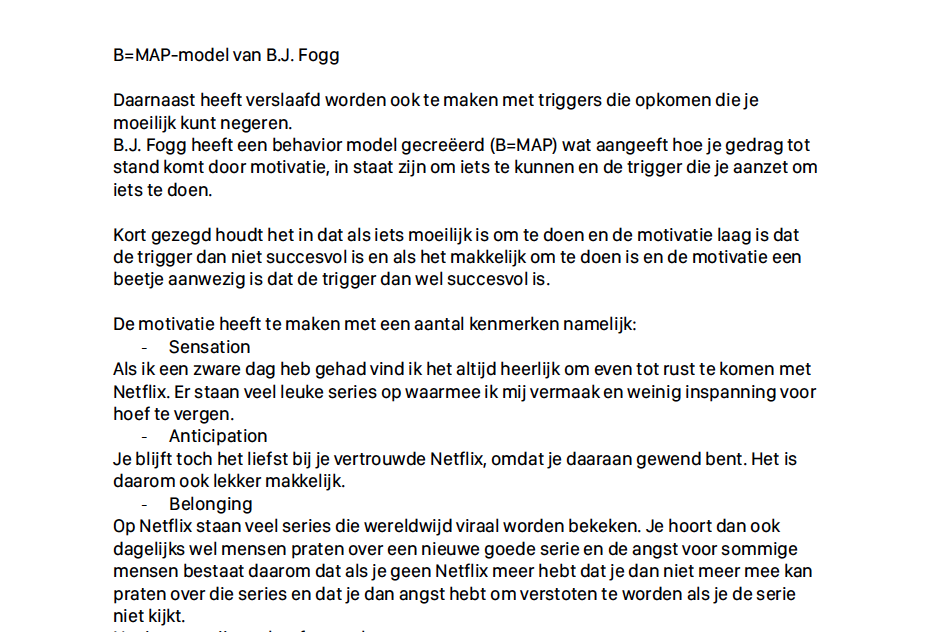 B=MAP-model van B.J. Fogg
Daarnaast heeft verslaafd worden ook te maken met triggers die opkomen die je
moeilijk kunt negeren.
B.J. Fogg heeft een behavior model gecreëerd (B=MAP) wat aangeeft hoe je gedrag tot
stand komt door motivatie, in staat zijn om iets te kunnen en de trigger die je aanzet om
iets te doen.
Kort gezegd houdt het in dat als iets moeilijk is om te doen en de motivatie laag is dat
de trigger dan niet succesvol is en als het makkelijk om te doen is en de motivatie een
beetje aanwezig is dat de trigger dan wel succesvol is.
De motivatie heeft te maken met een aantal kenmerken namelijk:
- Sensation
Als ik een zware dag heb gehad vind ik het altijd heerlijk om even tot rust te komen met
Netflix. Er staan veel leuke series op waarmee ik mij vermaak en weinig inspanning voor
hoef te vergen.
- Anticipation
Je blijft toch het liefst bij je vertrouwde Netflix, omdat je daaraan gewend bent. Het is
daarom ook lekker makkelijk.
- Belonging
Op Netflix staan veel series die wereldwijd viraal worden bekeken. Je hoort dan ook
dagelijks wel mensen praten over een nieuwe goede serie en de angst voor sommige
mensen bestaat daarom dat als je geen Netflix meer hebt dat je dan niet meer mee kan
praten over die series en dat je dan angst hebt om verstoten te worden als je de serie
niet kijkt.